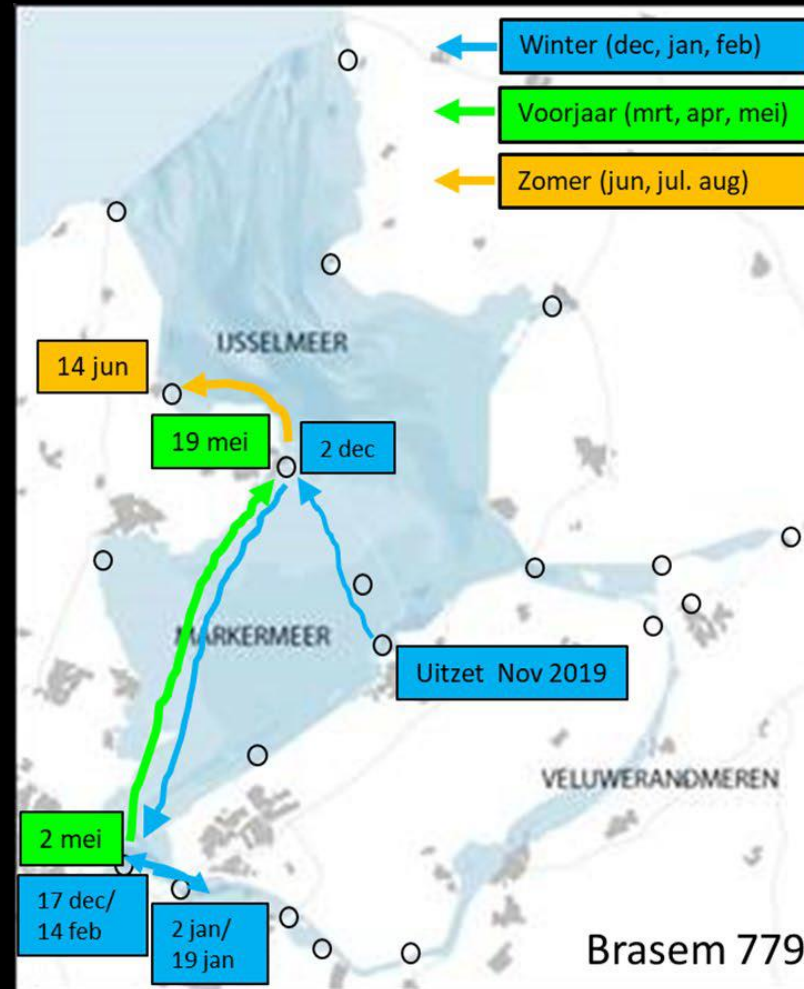 Winter (dec, jan, feb)
Voorjaar (mrt, apr, mei)
Zomer (jun, jul. aug)
IJSSELMEER
14 jun
19 mei
2 dec
MARKERMEER
Uitzet Nov 2019
VELUWERANDMEREN
2 mei
17 dec/
14 feb
2 jan/
19 jan
Brasem 779